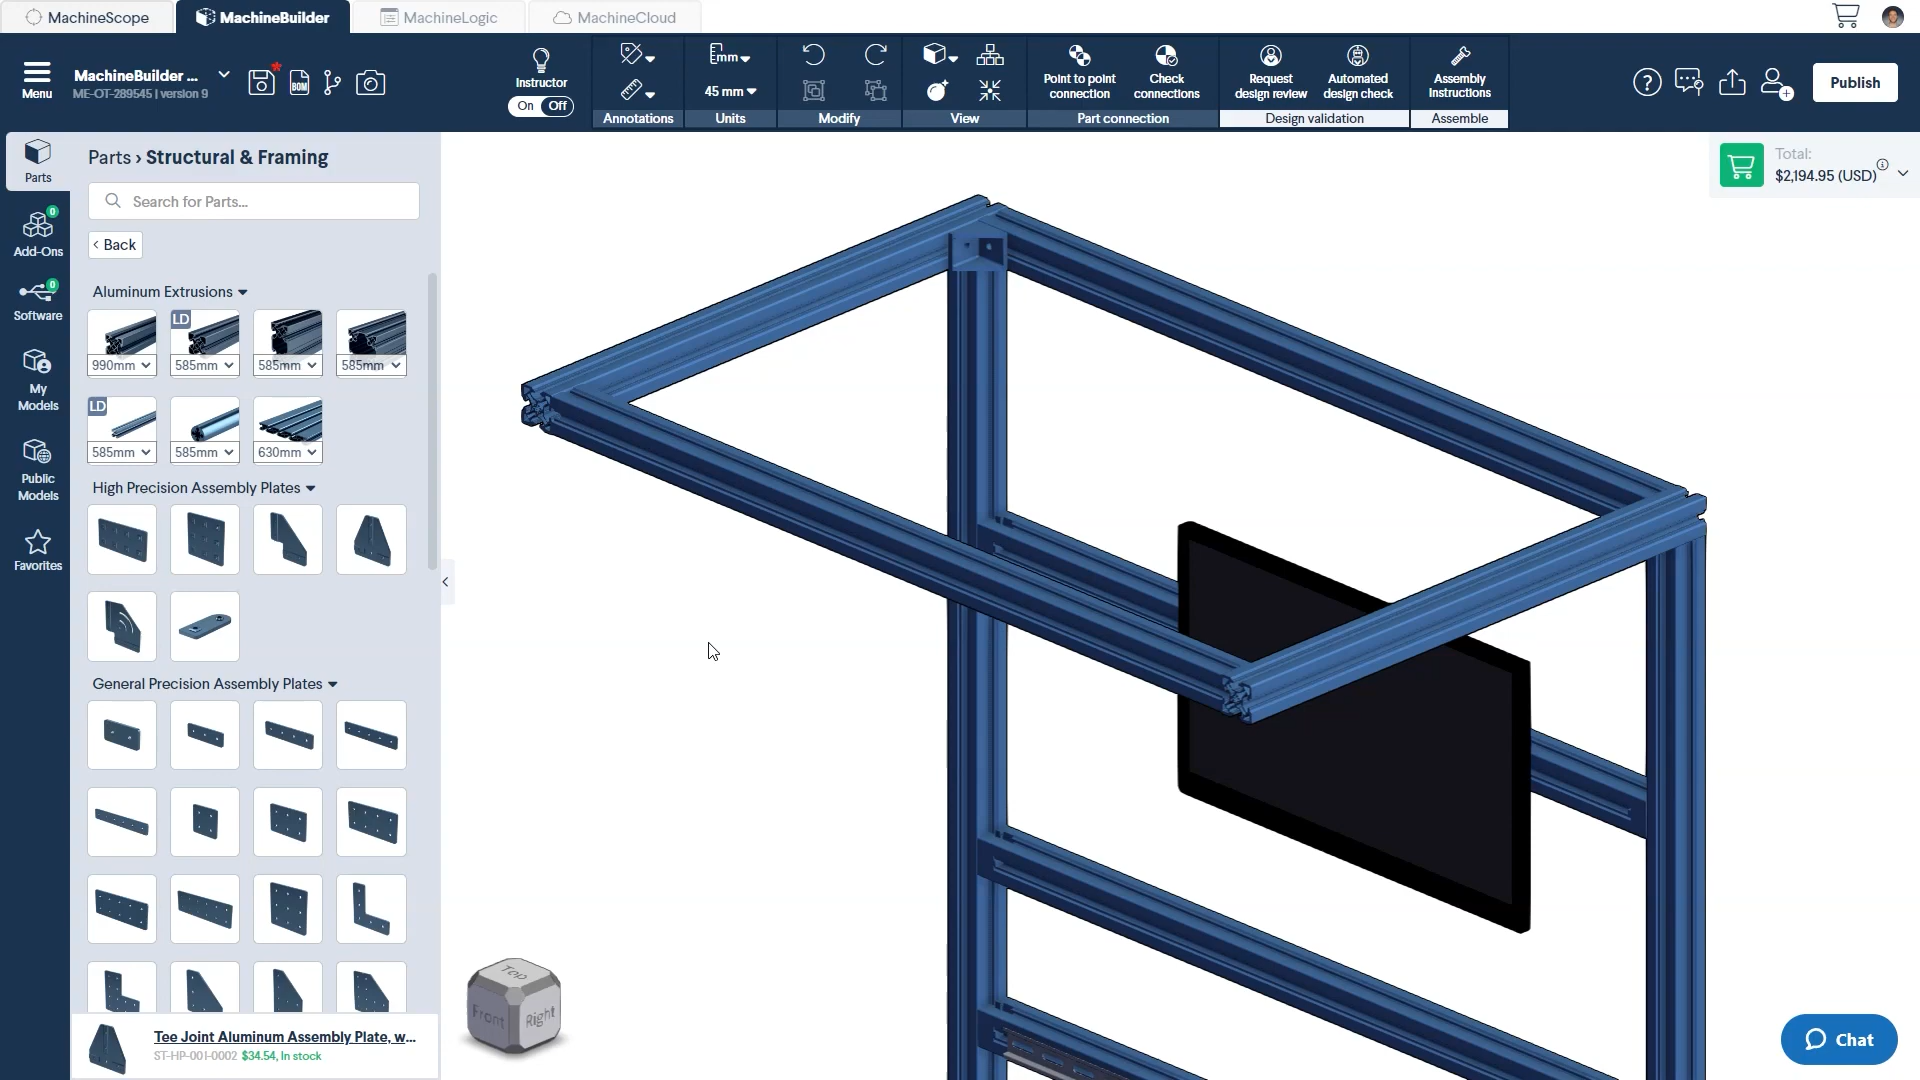 MachineScope
MachineBuilder
MachineLogic
MachineCloud
Menu
MachineBuilder ...
ME-OT-289545 | version 9
BOM
Instructor
On Off
Annotations
mm
45 mm
Units
Modify
View
Point to point
connection
Check
connections
Part connection
Request
design review
Automated
design check
Design validation
Assembly
Instructions
Assemble
Publish
Total:
$2,194.95 (USD)
Parts
0
Add-Ons
0
Software
My
Models
Public
Models
Favorites
Parts › Structural & Framing
Search for Parts...
‹ Back
Aluminum Extrusions
LD
990mm 585mm 585mm 585mm
LD
585mm 585mm 630mm
High Precision Assembly Plates
General Precision Assembly Plates
Tee Joint Aluminum Assembly Plate, w...
ST-HP-001-0002 $34.54, In stock
Top
Front
Right
Chat